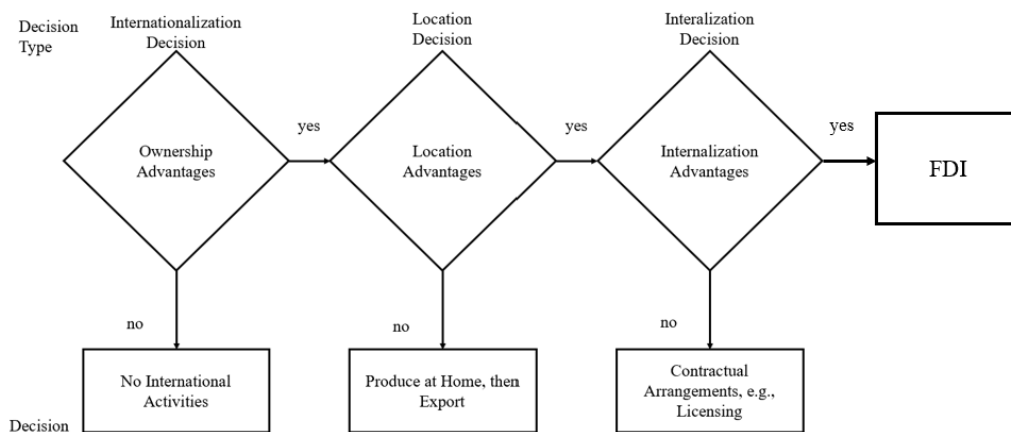 Decision
Type
Internationalization
Decision
Location
Decision
Interalization
Decision
Ownership
Advantages
yes
Location
Advantages
yes
Internalization
Advantages
yes
FDI
no
no
no
No International
Activities
Produce at Home, then
Export
Contractual
Arrangements, e.g.,
Licensing
Decision